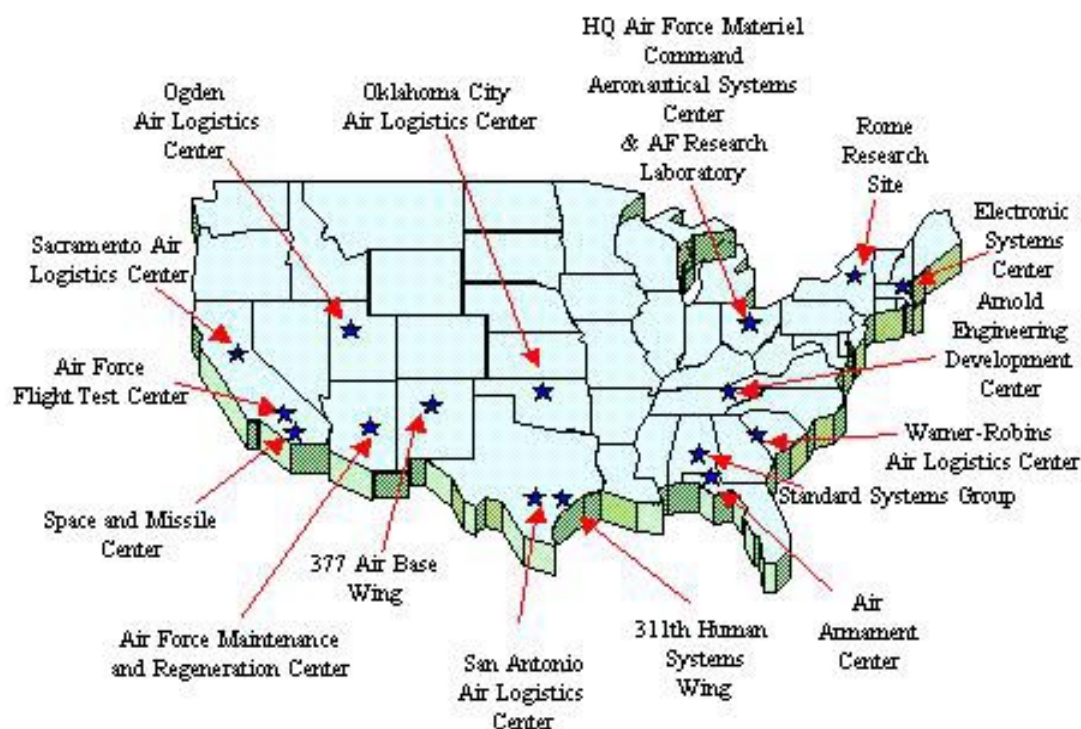 HQ Air Force Materiel
Command
Aeronautical Systems
Center
& AF Research
Laboratory
Ogden
Air Logistics
Center
Oklahoma City
Air Logistics Center
Rome
Research
Site
Electronic
Systems
Center
Sacramento Air
Logistics Center
Arnold
Engineering
Development
Center
Air Force
Flight Test Center
Warner-Robins
Air Logistics Center
Standard Systems Group
Space and Missile
Center
377 Air Base
Wing
Air Force Maintenance
and Regeneration Center
San Antonio
Air Logistics
Center
311th Human
Systems
Wing
Air
Armament
Center